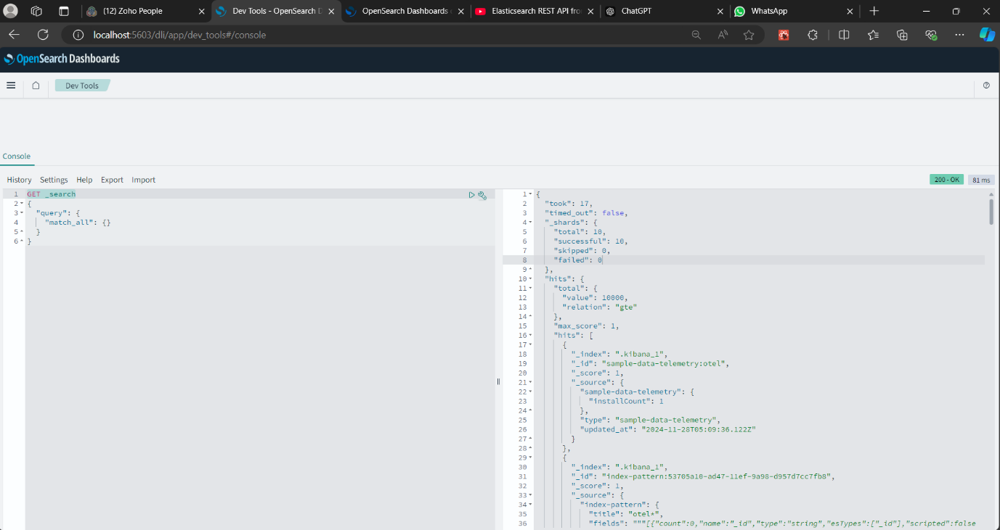 (12) Zoho People
Dev Tools - OpenSearch D
OpenSearch Dashboards
Elasticsearch REST API fro
ChatGPT
WhatsApp
localhost:5603/dli/app/dev_tools#/console
OpenSearch Dashboards
Dev Tools
Console
History Settings Help Export Import
200 - OK 81 ms
1 GET _search
2 {
3 "query": {
4 "match_all": {}
5 }
6 }
1 {
2 "took": 17,
3 "timed_out": false,
4 "_shards": {
5 "total": 10,
6 "successful": 10,
7 "skipped": 0,
8 "failed": 0
9 },
10 "hits": {
11 "total": {
12 "value": 10000,
13 "relation": "gte"
14 },
15 "max_score": 1,
16 "hits": [
17 {
18 "_index": ".kibana_1",
19 "_id": "sample-data-telemetry:otel",
20 "_score": 1,
21 "_source": {
22 "sample-data-telemetry": {
23 "installCount": 1
24 },
25 "type": "sample-data-telemetry",
26 "updated_at": "2024-11-28T05:09:36.122Z"
27 }
28 },
29 {
30 "_index": ".kibana_1",
31 "_id": "index-pattern:53705a10-ad47-11ef-9a98-d957d7cc7fb8",
32 "_score": 1,
33 "_source": {
34 "index-pattern": {
35 "title": "otel*",
36 "fields": """[{"count":0,"name":"_id","type":"string","esTypes":["_id"],"scripted":false